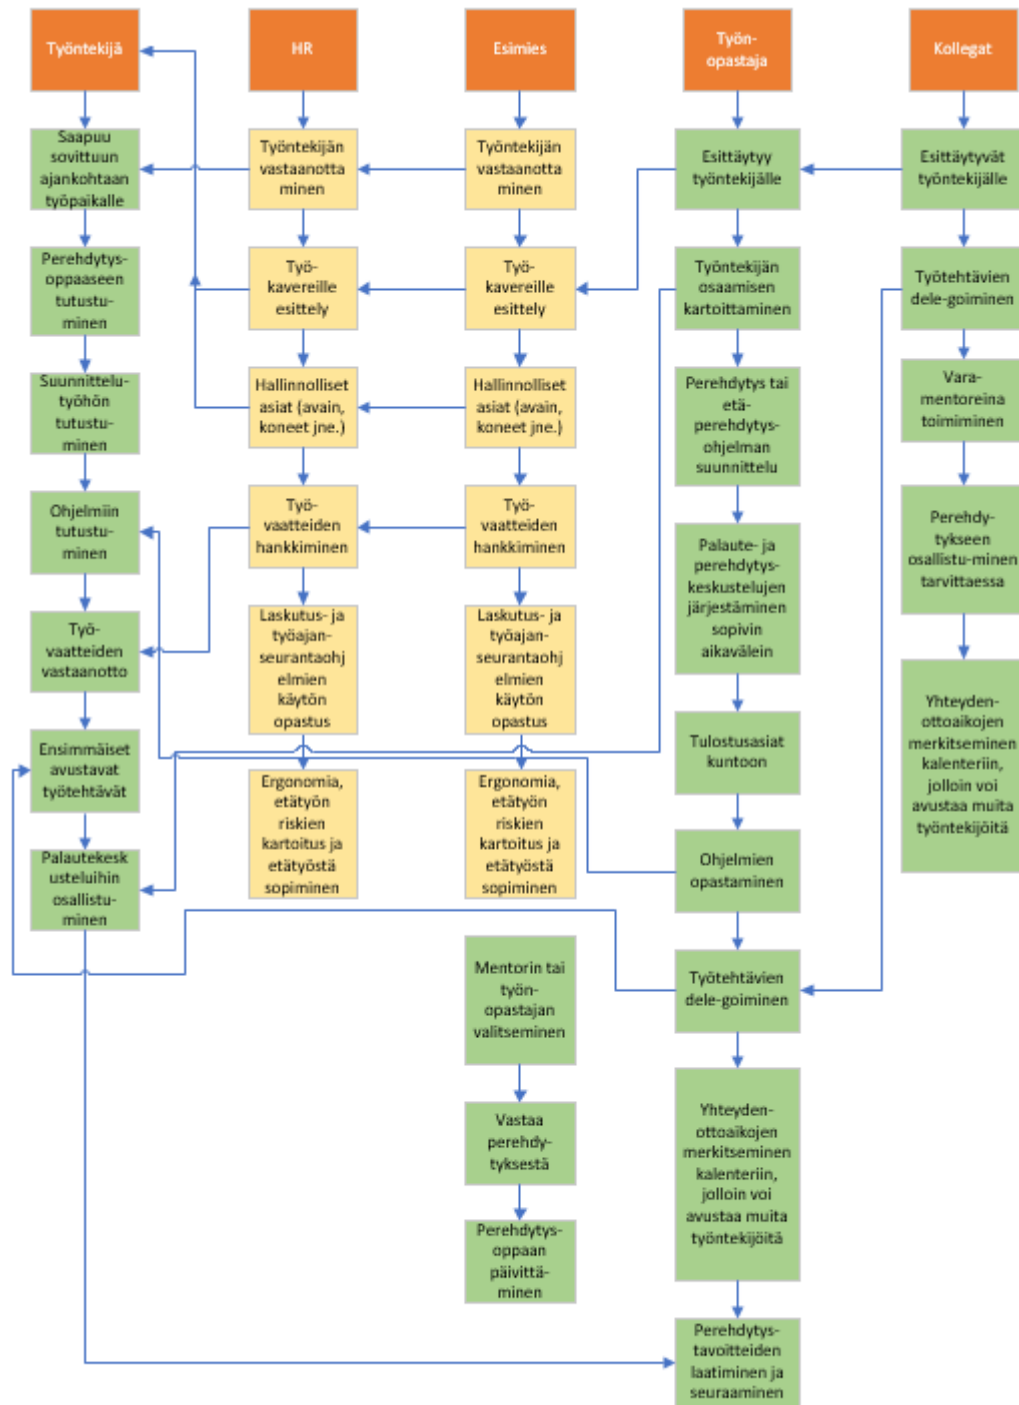 Työntekijä
Saapuu
sovittuun
ajankohtaan
työpaikalle
Perehdytys-
oppaaseen
tutustu-
minen
Suunnittelu-
työhön
tutustu-
minen
Ohjelmiin
tutustu-
minen
Työ-
vaatteiden
vastaanotto
Ensimmäiset
avustavat
työtehtävät
Palautekesk
usteluihin
osallistu-
minen
HR
Työntekijän
vastaanotta
minen
Työ-
kavereille
esittely
Hallinnolliset
asiat (avain,
koneet jne.)
Työ-
vaatteiden
hankkiminen
Laskutus- ja
työajan-
seurantaohj
elmien
käytön
opastus
Ergonomia,
etätyön
riskien
kartoitus ja
etätyöstä
sopiminen
Esimies
Työntekijän
vastaanotta
minen
Työ-
kavereille
esittely
Hallinnolliset
asiat (avain,
koneet jne.)
Työ-
vaatteiden
hankkiminen
Laskutus- ja
työajan-
seurantaohj
elmien
käytön
opastus
Ergonomia,
etätyön
riskien
kartoitus ja
etätyöstä
sopiminen
Mentorin tai
työn-
opastajan
valitseminen
Vastaa
perehdy-
tyksestä
Perehdytys-
oppaan
päivittä-
minen
Työn-
opastaja
Esittäytyy
työntekijälle
Työntekijän
osaamisen
kartoittaminen
Perehdytys tai
etä-
perehdytys-
ohjelman
suunnittelu
Palaute- ja
perehdytys-
keskustelujen
järjestäminen
sopivin
aikavälein
Tulostusasiat
kuntoon
Ohjelmien
opastaminen
Työtehtävien
dele-goiminen
Yhteyden-
ottoaikojen
merkitseminen
kalenteriin,
jolloin voi
avustaa muita
työntekijöitä
Perehdytys-
tavoitteiden
laatiminen ja
seuraaminen
Kollegat
Esittäytyvät
työntekijälle
Työtehtävien
dele-goiminen
Vara-
mentoreina
toimiminen
Perehdy-
tykseen
osallistu-minen
tarvittaessa
Yhteyden-
ottoaikojen
merkitseminen
kalenteriin,
jolloin voi
avustaa muita
työntekijöitä